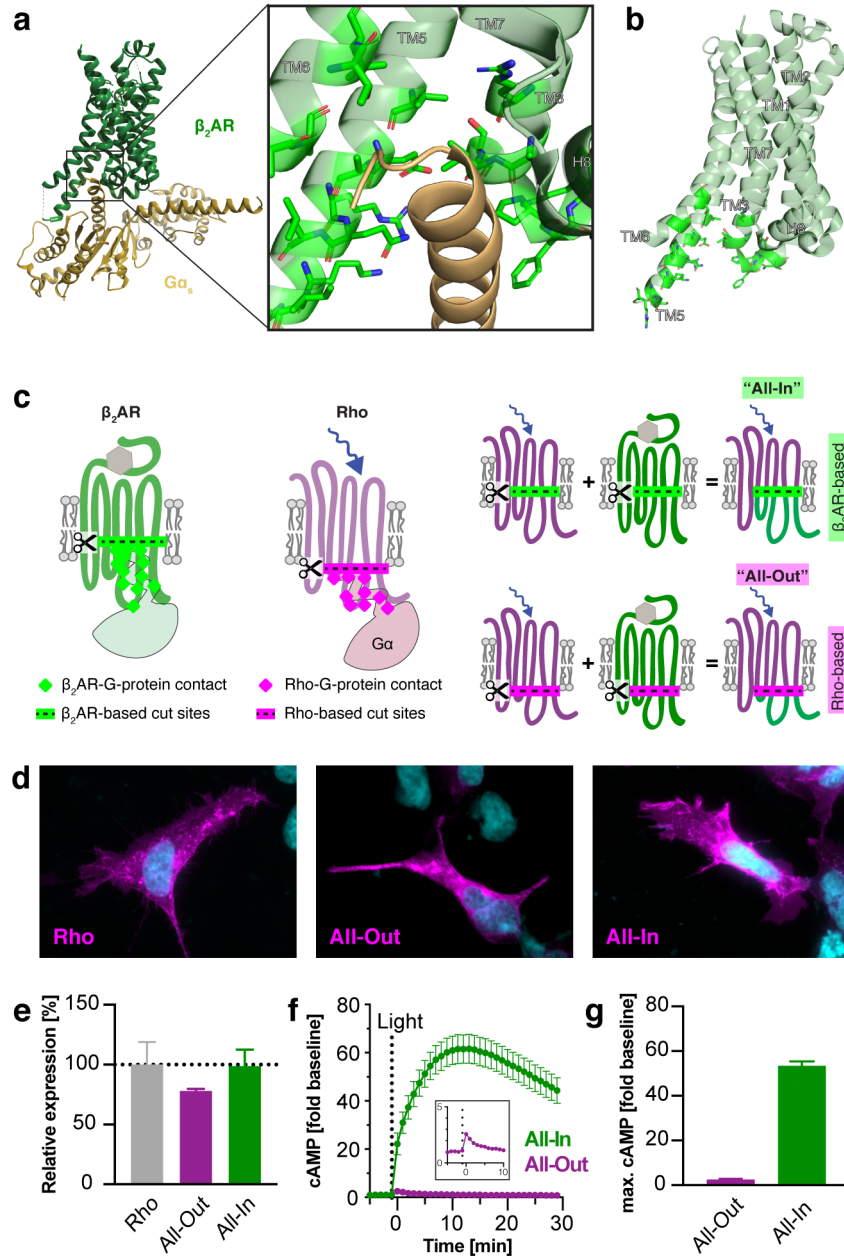 a
β₂AR
Gαₛ
TM6
TM5
TM7
TM3
H8
b
TM2
TM1
TM7
TM3
H8
TM6
TM5
c
β₂AR
Rho
Gα
β₂AR-G-protein contact
β₂AR-based cut sites
Rho-G-protein contact
Rho-based cut sites
“All-In”
+
=
β₂AR-based
“All-Out”
+
=
Rho-based
d
Rho
All-Out
All-In
e
Relative expression [%]
150
100
50
0
Rho
All-Out
All-In
f
cAMP [fold baseline]
80
60
40
20
0
Light
5
0
0
10
All-In
All-Out
0
10
20
30
Time [min]
g
max. cAMP [fold baseline]
80
60
40
20
0
All-Out
All-In